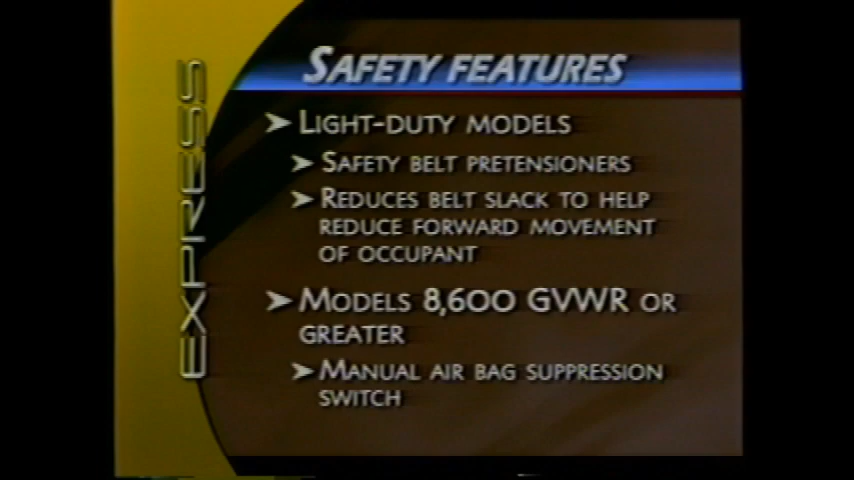 SAFETY FEATURES
➤ LIGHT-DUTY MODELS
➤ SAFETY BELT PRETENSIONERS
➤ REDUCES BELT SLACK TO HELP
REDUCE FORWARD MOVEMENT
OF OCCUPANT
➤ MODELS 8,600 GVWR OR
GREATER
➤ MANUAL AIR BAG SUPPRESSION
SWITCH
EXPRESS